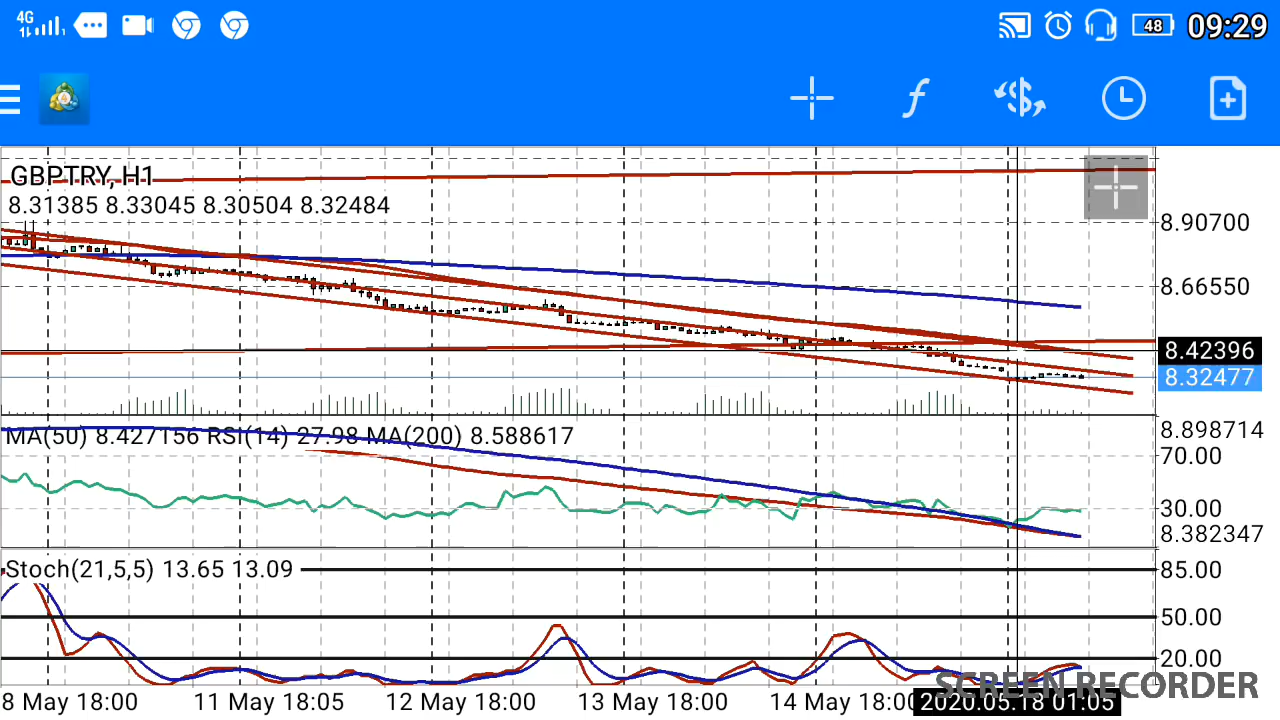 4G 48 09:29
f $
GBPTRY, H1
8.31385 8.33045 8.30504 8.32484
8.90700
8.66550
8.42396
8.32477
MA(50) 8.427156 RSI(14) 27.98 MA(200) 8.588617
8.898714
70.00
30.00
8.382347
Stoch(21,5,5) 13.65 13.09
85.00
50.00
20.00
SCREEN RECORDER
8 May 18:00 11 May 18:05 12 May 18:00 13 May 18:00 14 May 18:00 2020.05.18 01:05